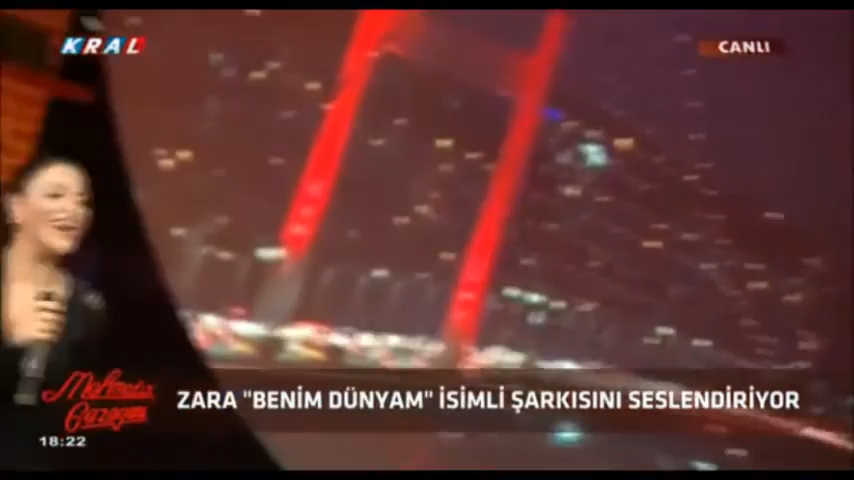 KRAL
CANLI
ZARA "BENİM DÜNYAM" İSİMLİ ŞARKISINI SESLENDİRİYOR
18:22